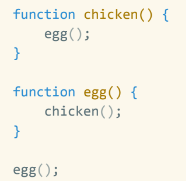 function chicken() {
    egg();
}

function egg() {
    chicken();
}

egg();